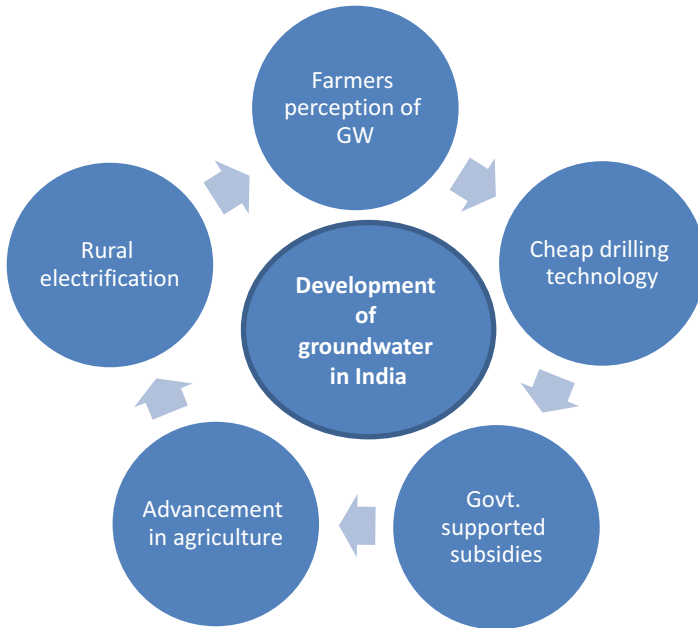 Farmers
perception of
GW
Cheap drilling
technology
Govt.
supported
subsidies
Advancement
in agriculture
Rural
electrification
Development
of
groundwater
in India